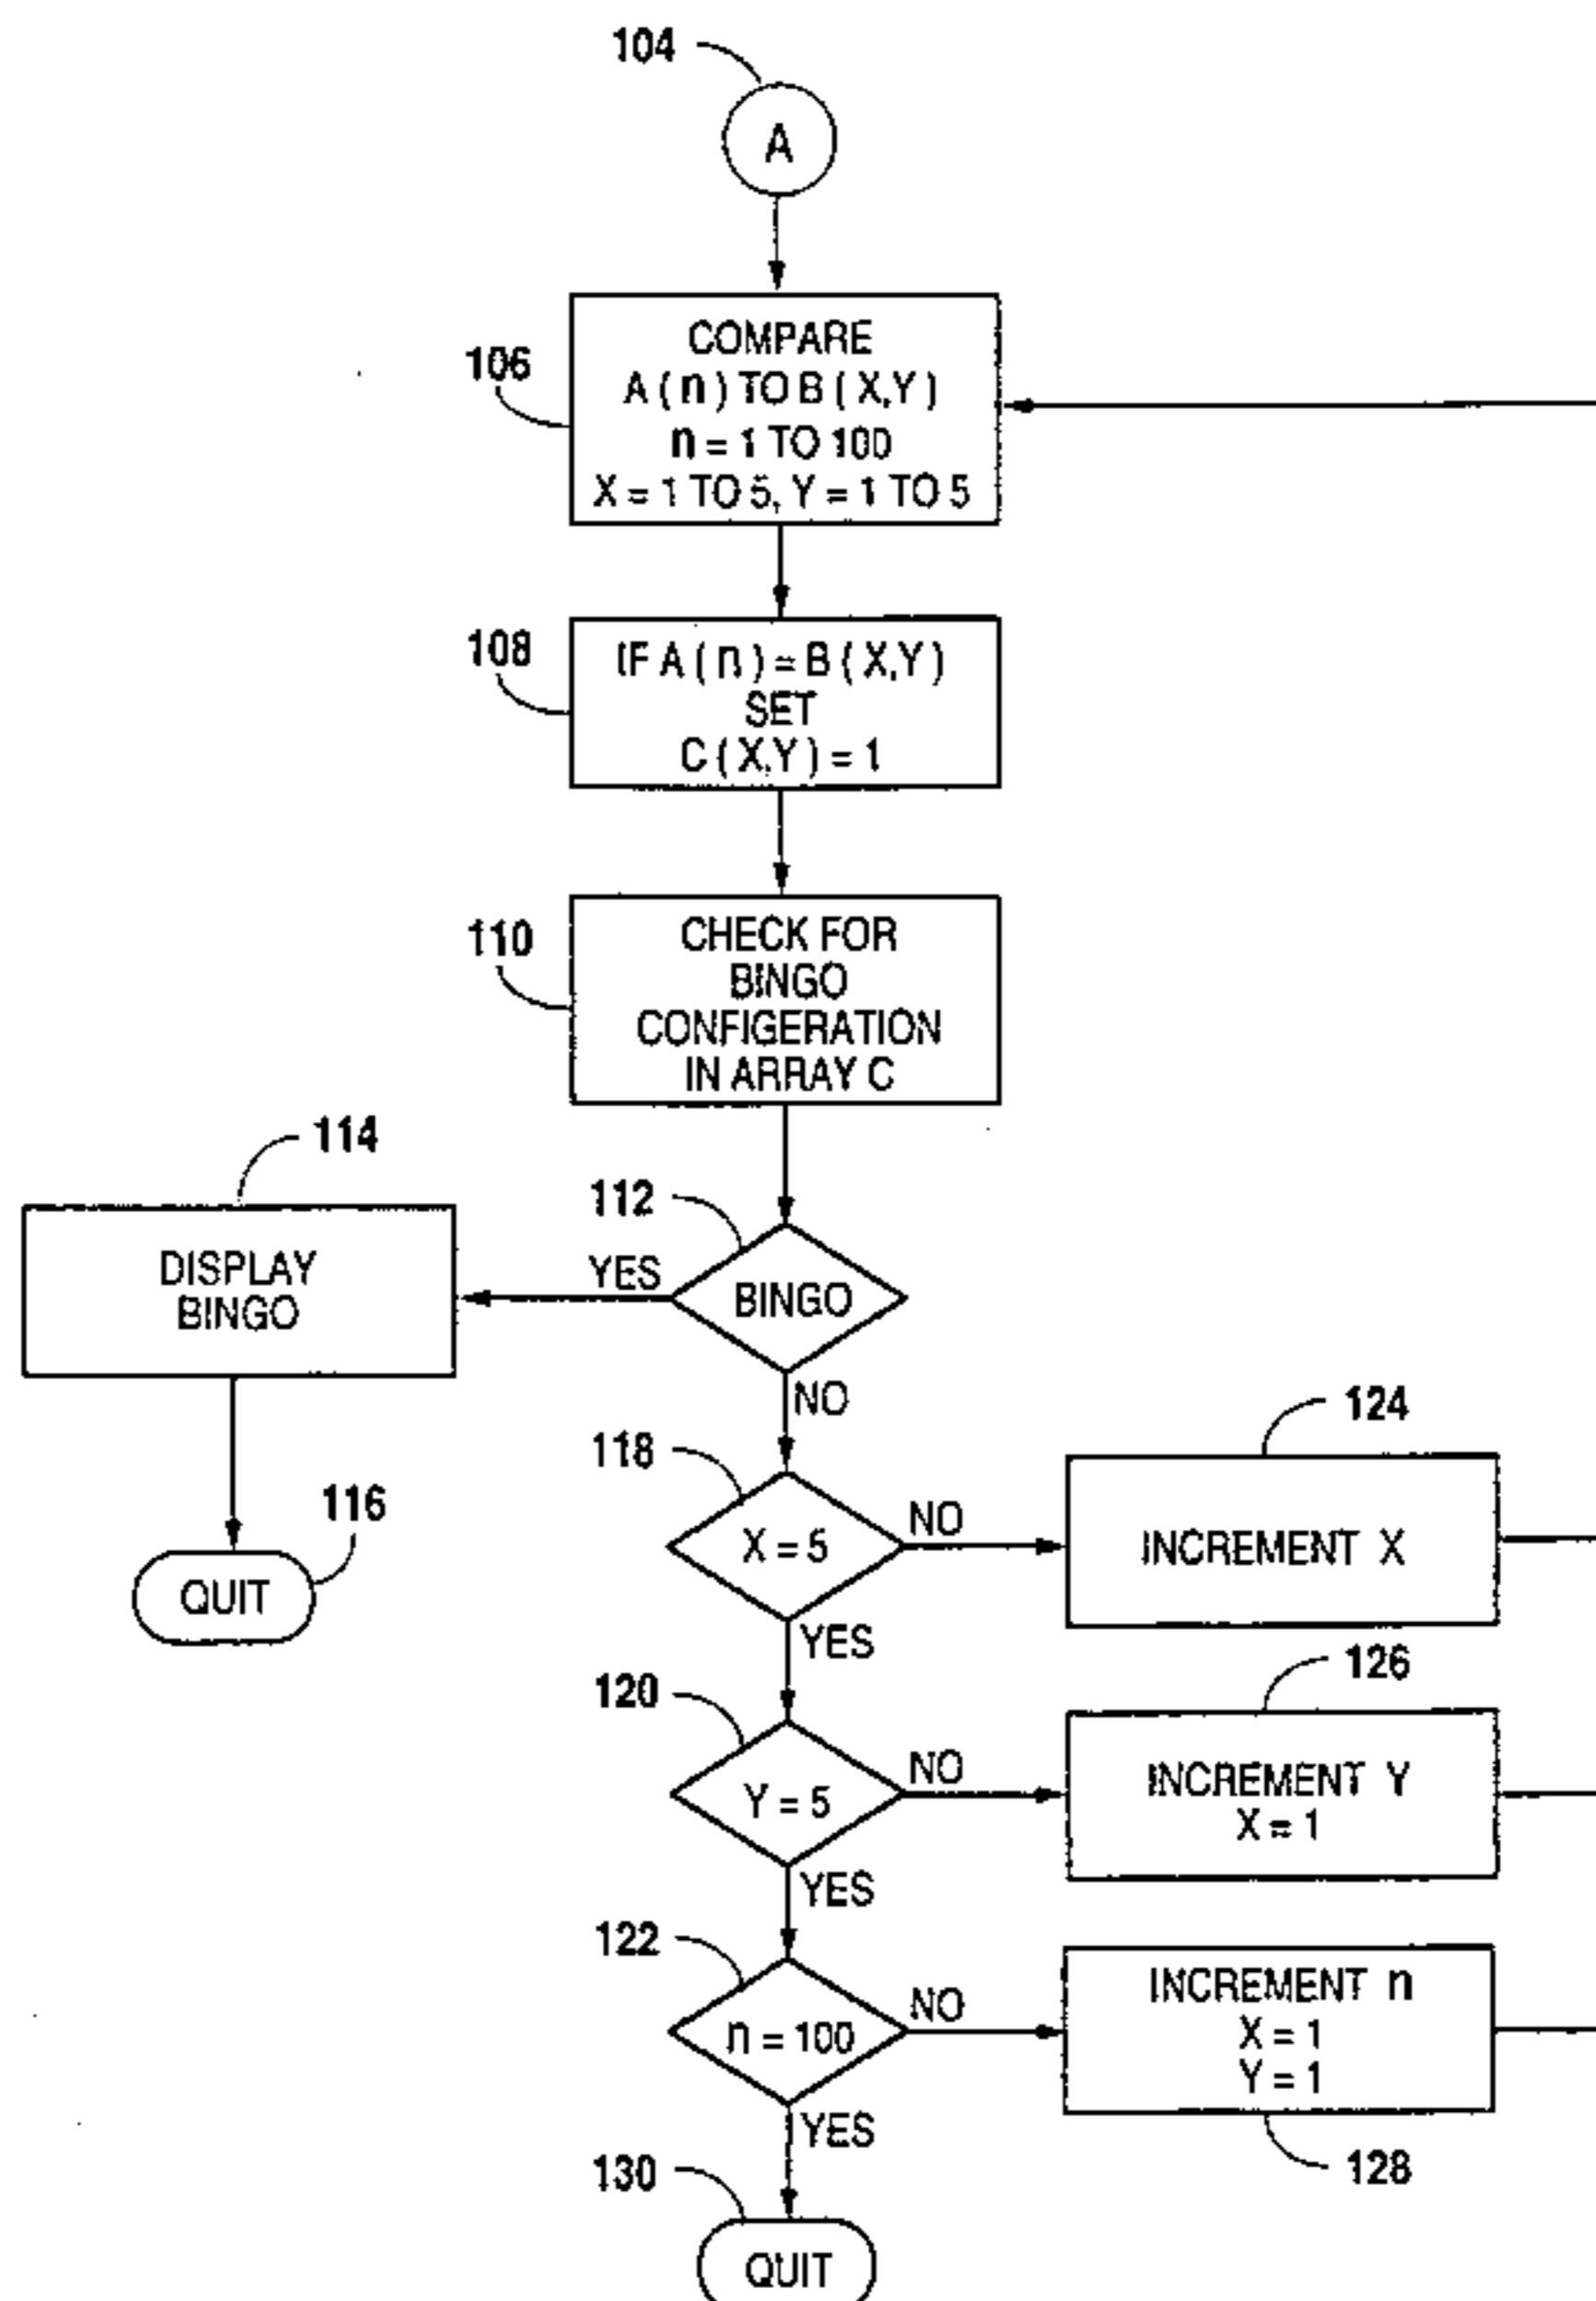 104
A
106
COMPARE
A ( n ) TO B ( X,Y )
n = 1 TO 100
X = 1 TO 5, Y = 1 TO 5
108
IF A ( n ) = B ( X,Y )
SET
C ( X,Y ) = 1
110
CHECK FOR
BINGO
CONFIGERATION
IN ARRAY C
114
DISPLAY
BINGO
112
YES
BINGO
NO
116
QUIT
118
X = 5
NO
124
INCREMENT X
YES
120
Y = 5
NO
126
INCREMENT Y
X = 1
YES
122
n = 100
NO
INCREMENT n
X = 1
Y = 1
128
YES
130
QUIT